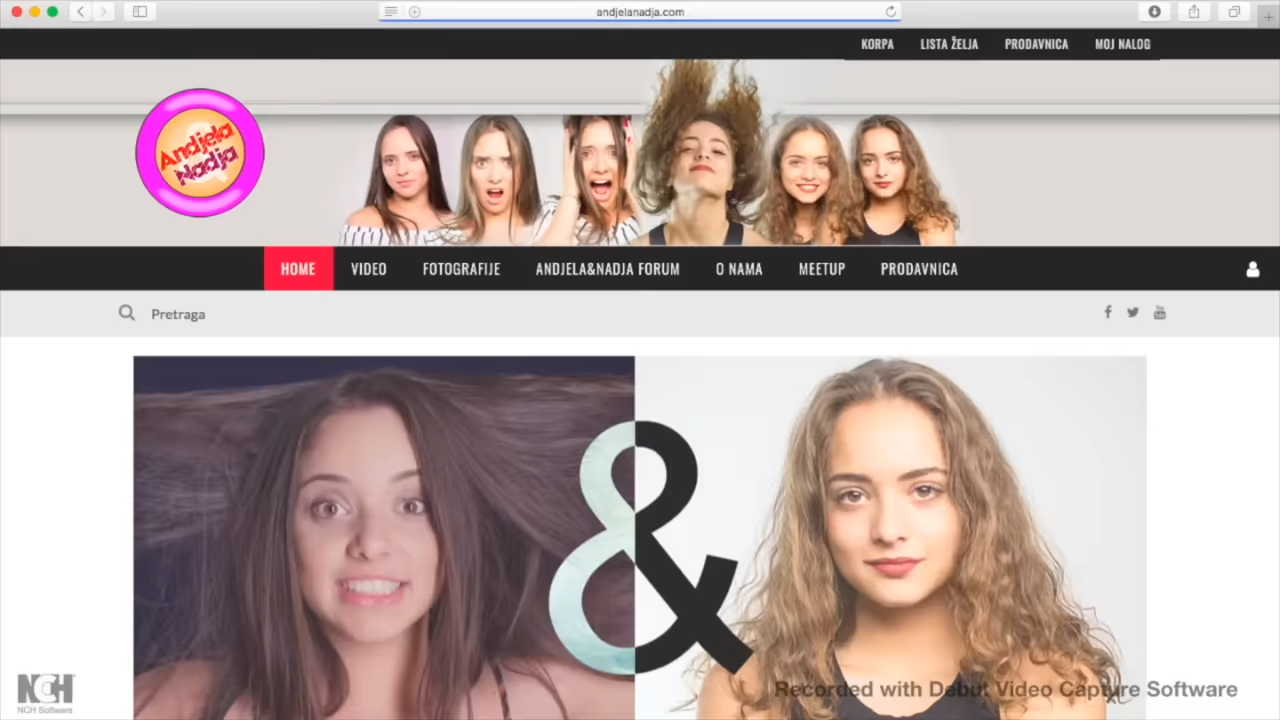 andjelanadja.com
KORPA LISTA ŽELJA PRODAVNICA MOJ NALOG
Andjela
Nadja
HOME VIDEO FOTOGRAFIJE ANDJELA&NADJA FORUM O NAMA MEETUP PRODAVNICA
Pretraga
&
NCH
NCH Software
Recorded with Debut Video Capture Software